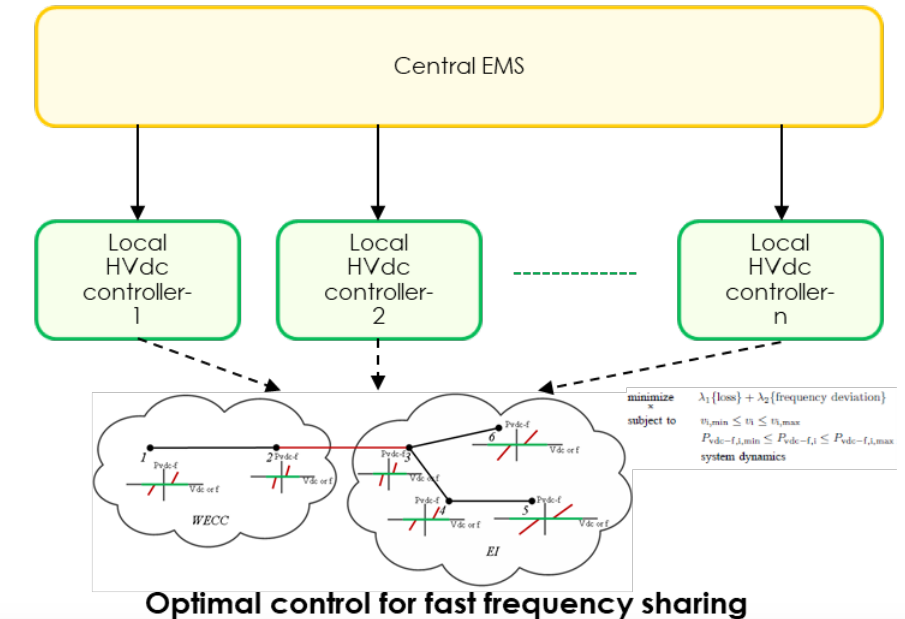 Central EMS
Local
HVdc
controller-
1
Local
HVdc
controller-
2
Local
HVdc
controller-
n
minimize λ₁{loss} + λ₂{frequency deviation}
x
subject to vᵢ,min ≤ vᵢ ≤ vᵢ,max
Pvdc−f,i,min ≤ Pvdc−f,i ≤ Pvdc−f,i,max
system dynamics
1
Pvdc-f
Vdc or f
2
Pvdc-f
Vdc or f
WECC
Pvdc-f
3
Vdc or f
6
Pvdc-f
Vdc or f
Pvdc-f
4
Vdc or f
5
Pvdc-f
Vdc or f
EI
Optimal control for fast frequency sharing